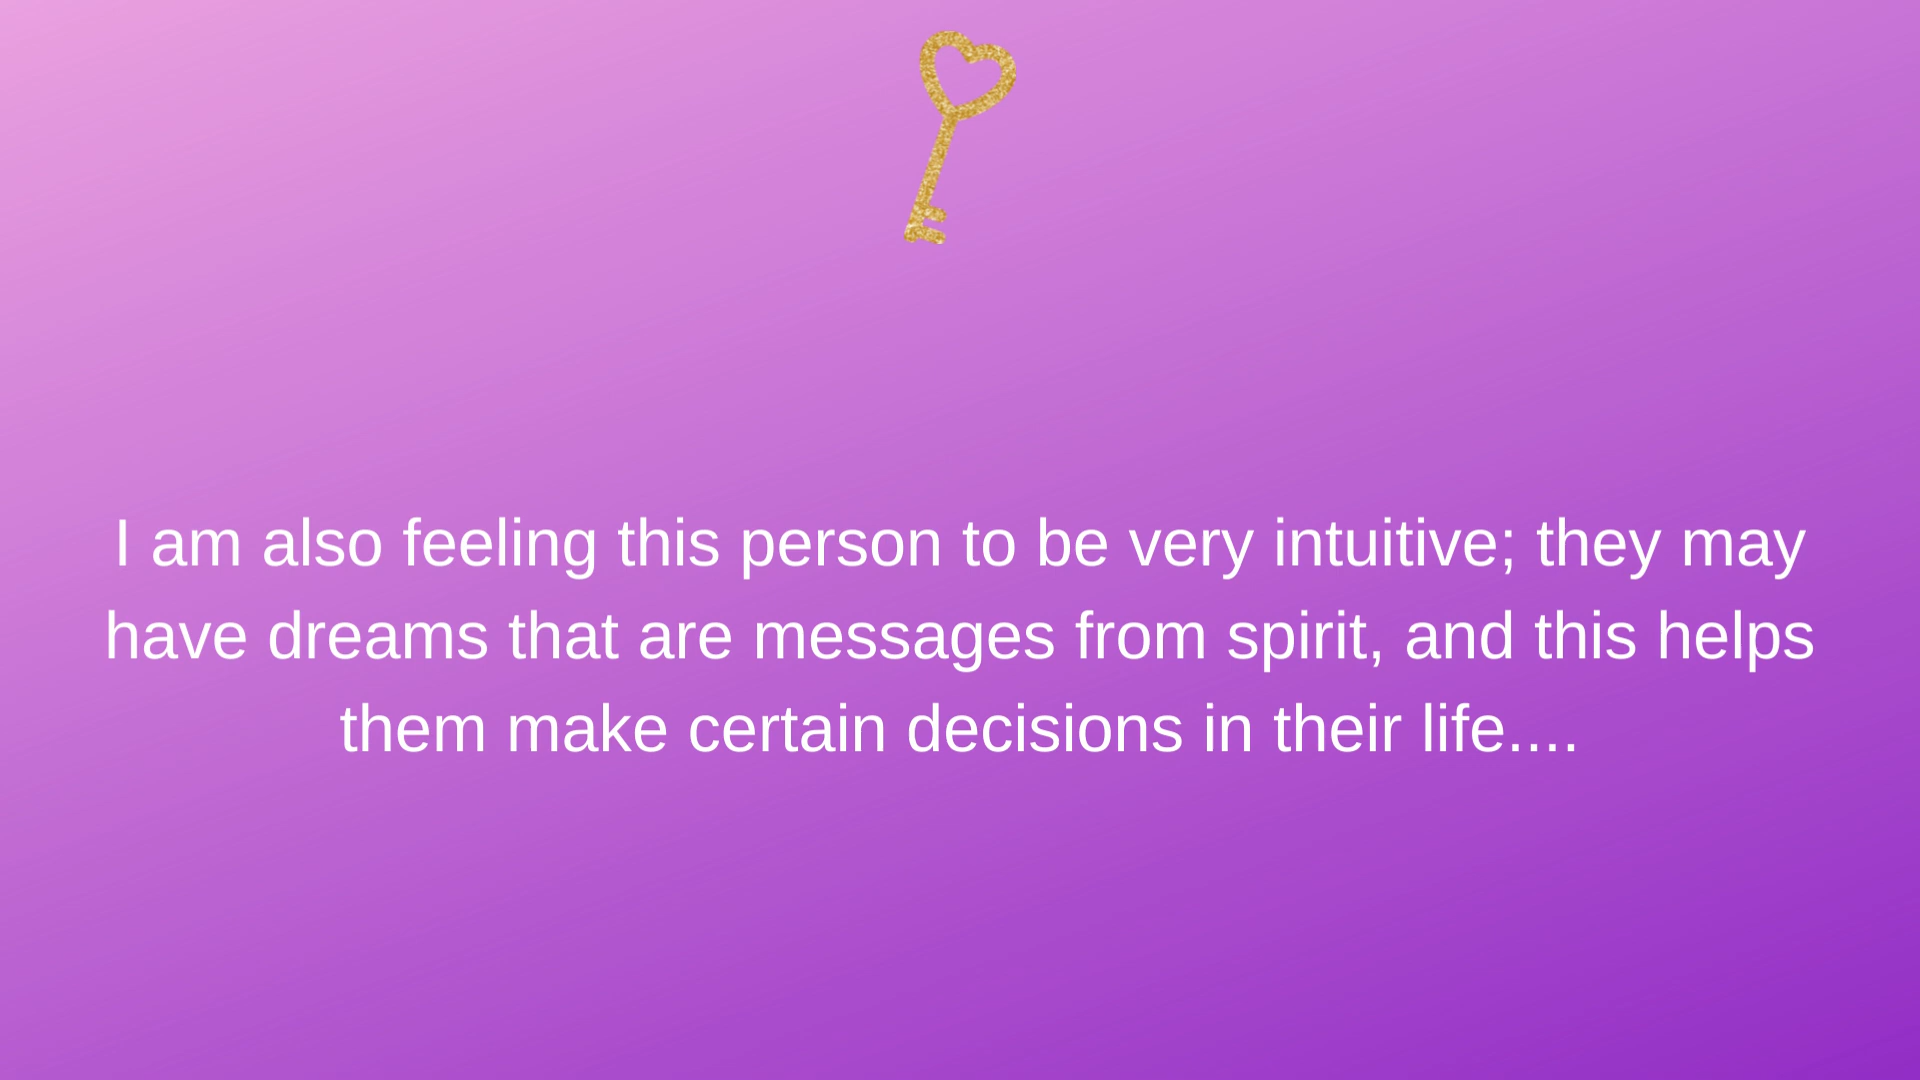 I am also feeling this person to be very intuitive; they may
have dreams that are messages from spirit, and this helps
them make certain decisions in their life....